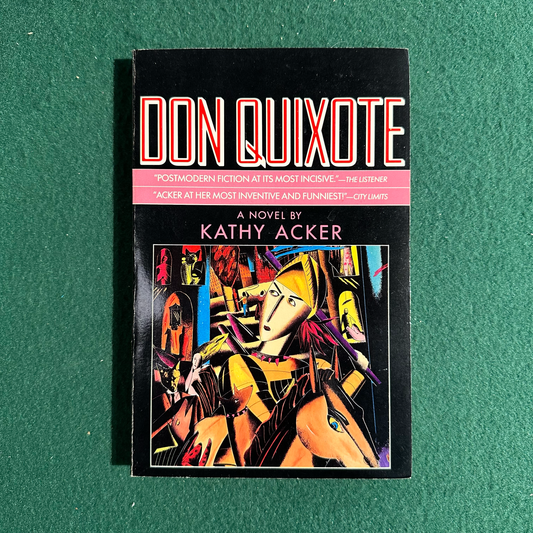 DON QUIXOTE
"POSTMODERN FICTION AT ITS MOST INCISIVE."—THE LISTENER
"ACKER AT HER MOST INVENTIVE AND FUNNIEST!"—CITY LIMITS
A NOVEL BY
KATHY ACKER